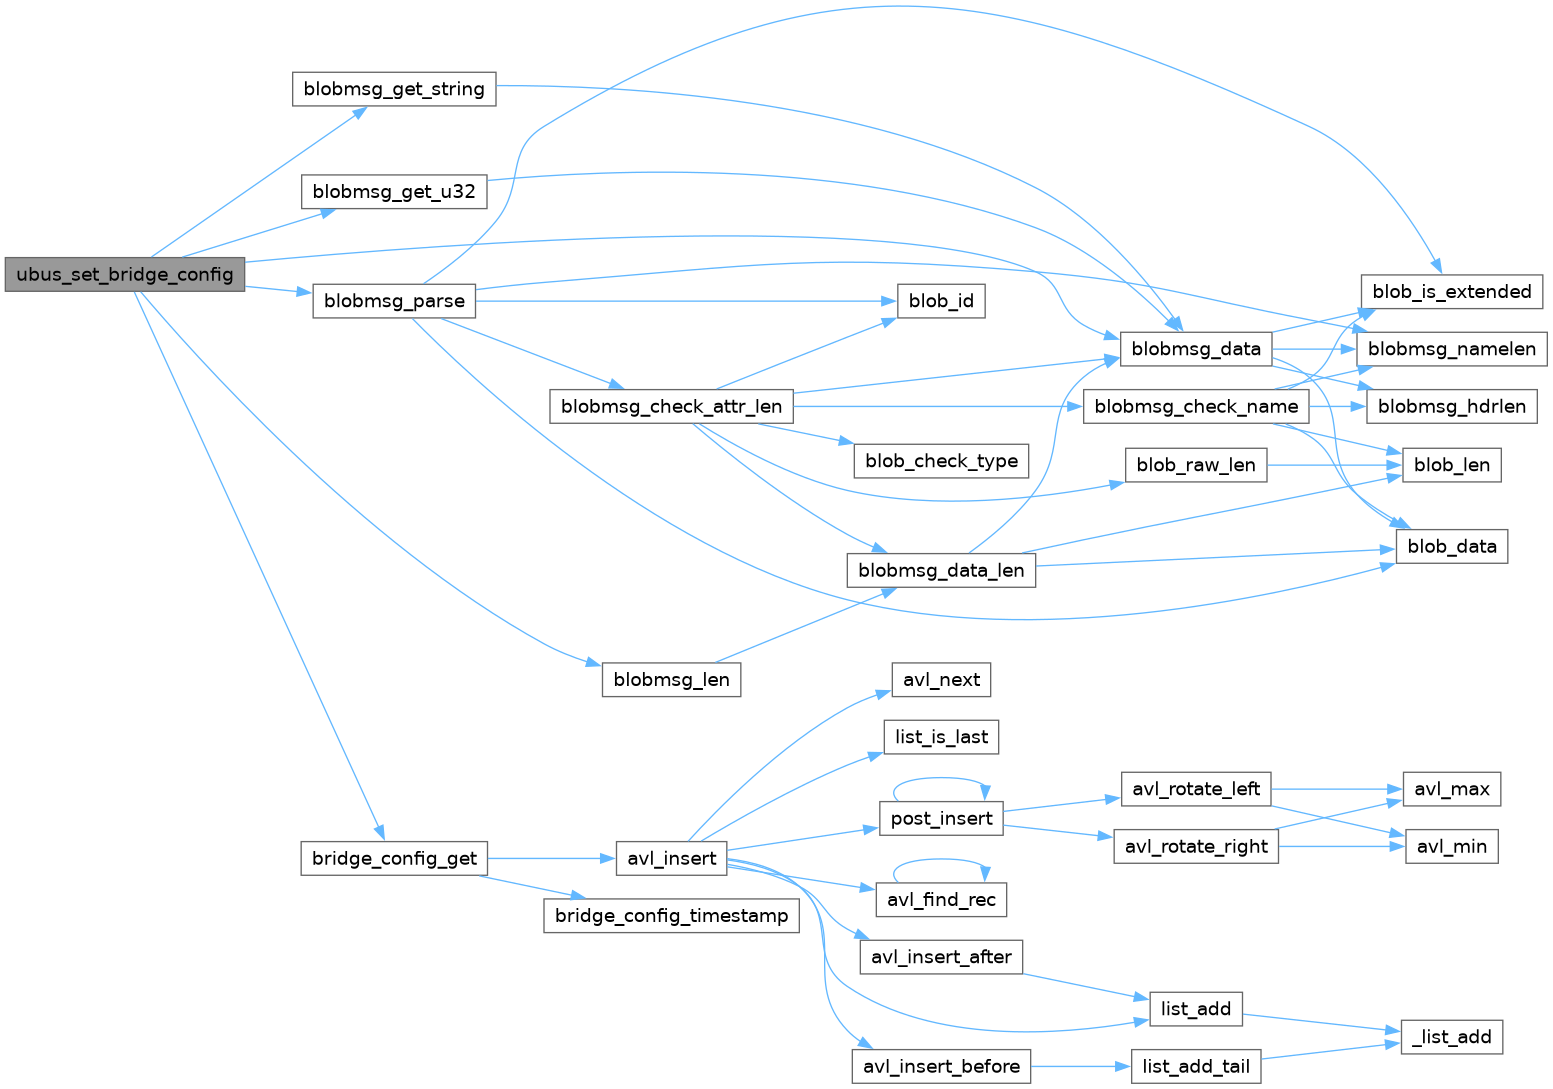 blobmsg_get_string
blobmsg_get_u32
ubus_set_bridge_config
blobmsg_parse
blob_id
blob_is_extended
blobmsg_data
blobmsg_namelen
blobmsg_check_attr_len
blobmsg_check_name
blobmsg_hdrlen
blob_check_type
blob_raw_len
blob_len
blobmsg_data_len
blob_data
blobmsg_len
avl_next
list_is_last
post_insert
avl_rotate_left
avl_max
bridge_config_get
avl_insert
avl_rotate_right
avl_min
avl_find_rec
bridge_config_timestamp
avl_insert_after
list_add
_list_add
avl_insert_before
list_add_tail